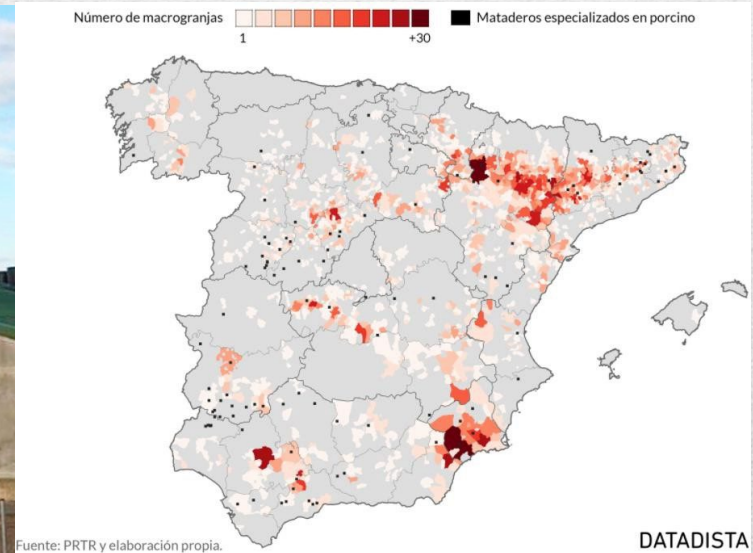 Número de macrogranjas
Mataderos especializados en porcino
1
+30
Fuente: PRTR y elaboración propia.
DATADISTA